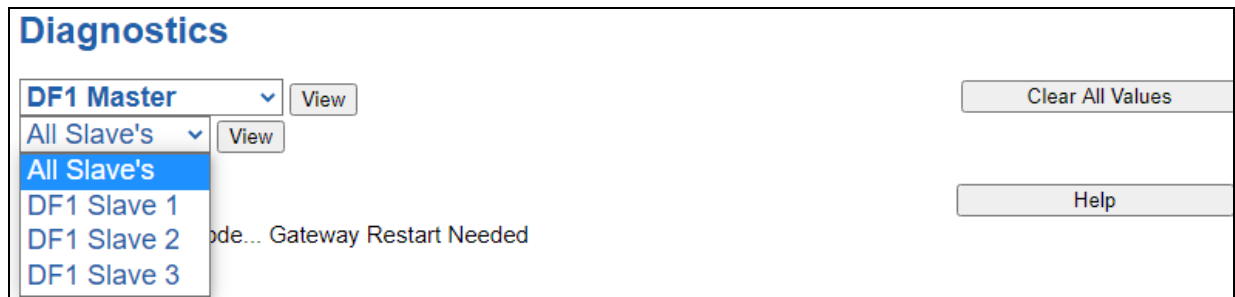 Diagnostics
DF1 Master View Clear All Values
All Slave's View
All Slave's
DF1 Slave 1 Help
DF1 Slave 2 ode... Gateway Restart Needed
DF1 Slave 3